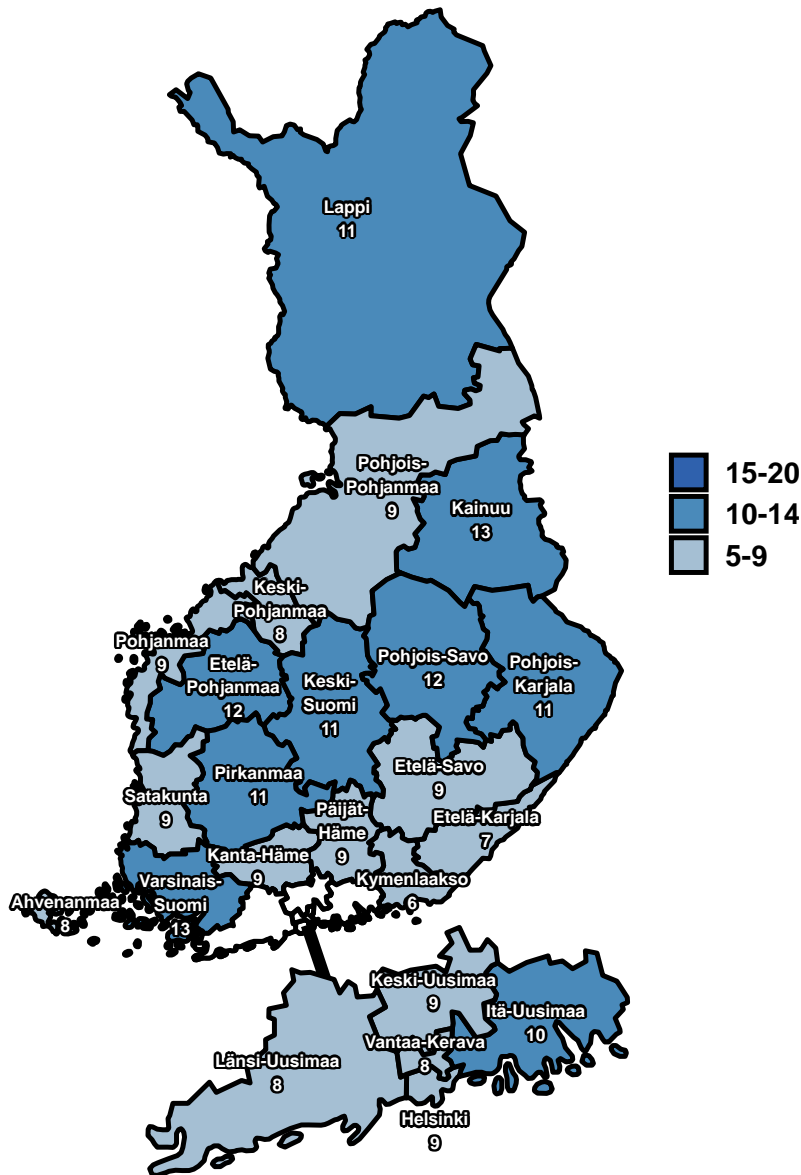 Lappi
11
Pohjois-
Pohjanmaa
9
Kainuu
13
15-20
10-14
5-9
Keski-
Pohjanmaa
8
Pohjanmaa
9
Etelä-
Pohjanmaa
12
Keski-
Suomi
11
Pohjois-Savo
12
Pohjois-
Karjala
11
Etelä-Savo
9
Pirkanmaa
11
Satakunta
9
Päijät-
Häme
9
Etelä-Karjala
7
Kanta-Häme
9
Kymenlaakso
6
Varsinais-
Suomi
13
Ahvenanmaa
8
Keski-Uusimaa
9
Itä-Uusimaa
10
Vantaa-Kerava
8
Länsi-Uusimaa
8
Helsinki
9